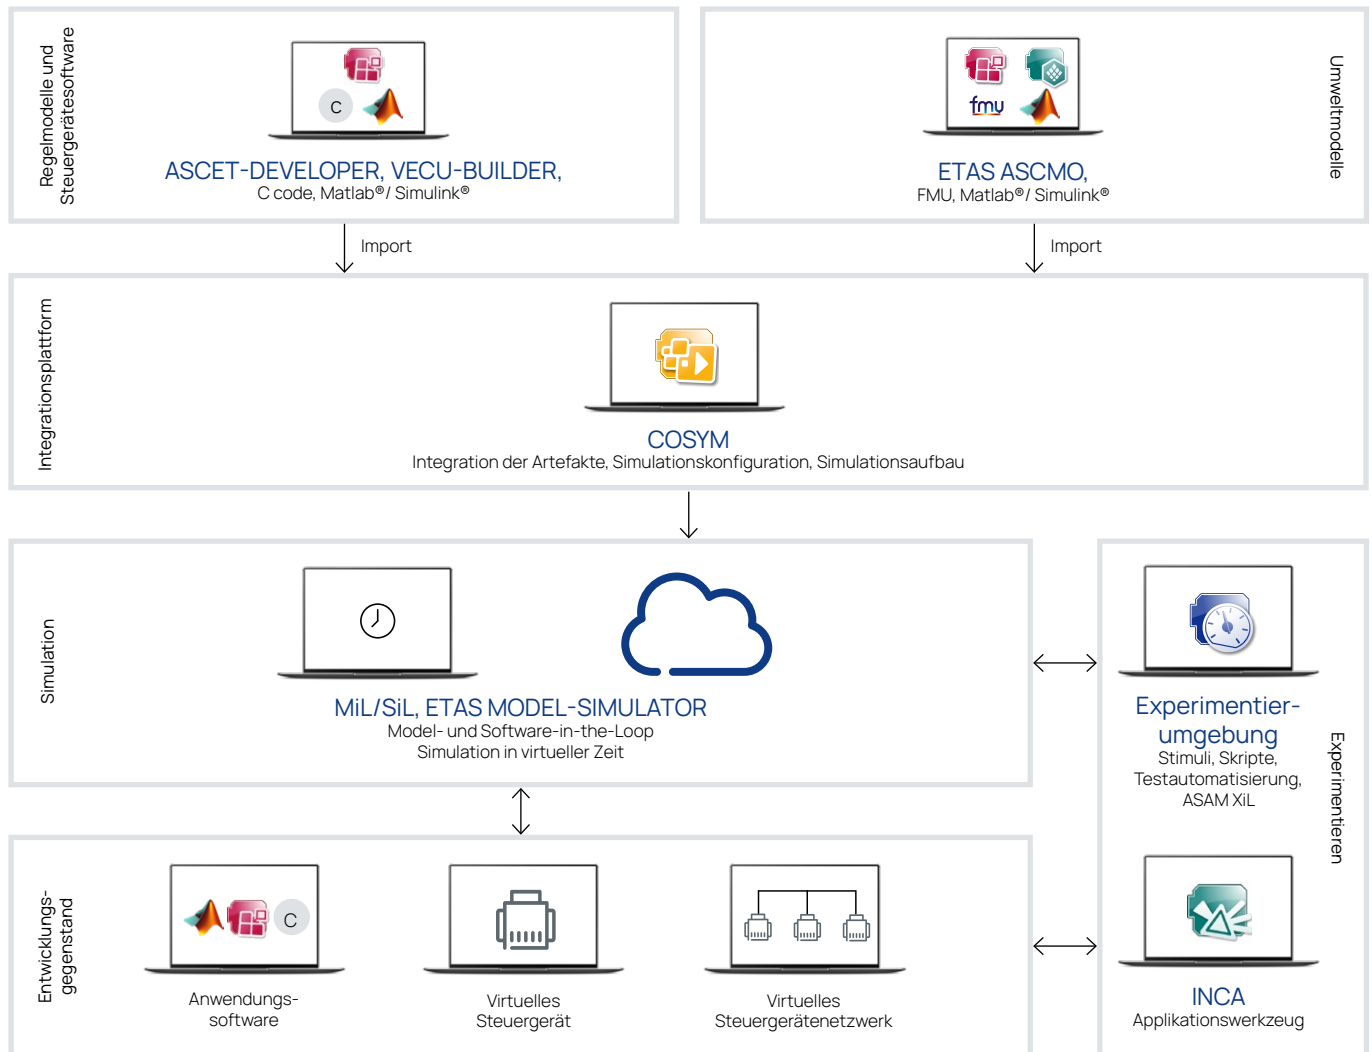 Regelmodelle und
Steuergerätesoftware
C
ASCET-DEVELOPER, VECU-BUILDER,
C code, Matlab®/ Simulink®
fmu
ETAS ASCMO,
FMU, Matlab®/ Simulink®
Umweltmodelle
Import
Import
Integrationsplattform
COSYM
Integration der Artefakte, Simulationskonfiguration, Simulationsaufbau
Simulation
MiL/SiL, ETAS MODEL-SIMULATOR
Model- und Software-in-the-Loop
Simulation in virtueller Zeit
Experimentier-
umgebung
Stimuli, Skripte,
Testautomatisierung,
ASAM XiL
Experimentieren
Entwicklungs-
gegenstand
C
Anwendungs-
software
Virtuelles
Steuergerät
Virtuelles
Steuergerätenetzwerk
INCA
Applikationswerkzeug